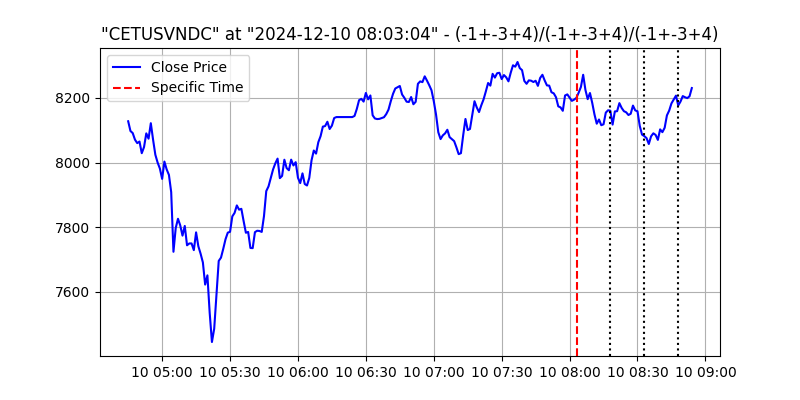 "CETUSVNDC" at "2024-12-10 08:03:04" - (-1+-3+4)/(-1+-3+4)/(-1+-3+4)
Close Price
Specific Time
8200
8000
7800
7600
10 05:00 10 05:30 10 06:00 10 06:30 10 07:00 10 07:30 10 08:00 10 08:30 10 09:00